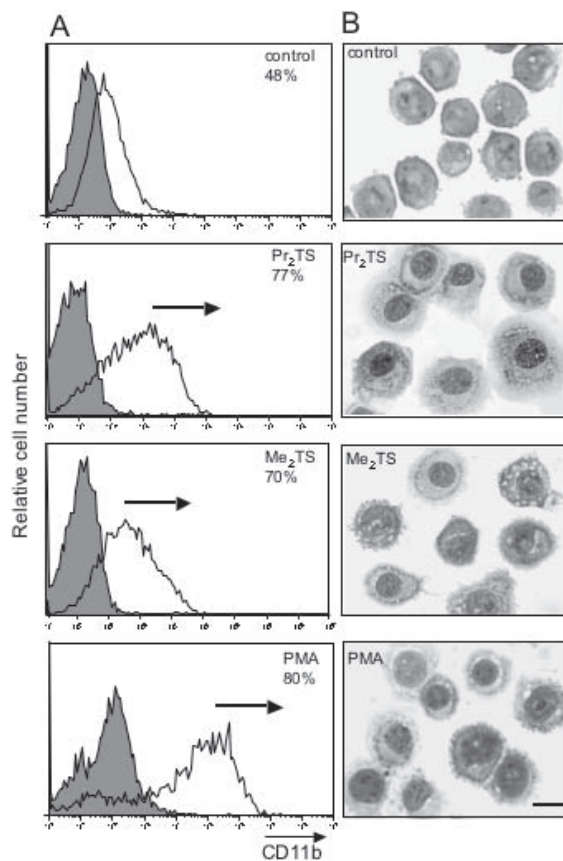 A
B
control
48%
control
Pr₂TS
77%
Pr₂TS
Me₂TS
70%
Me₂TS
PMA
80%
PMA
Relative cell number
CD11b